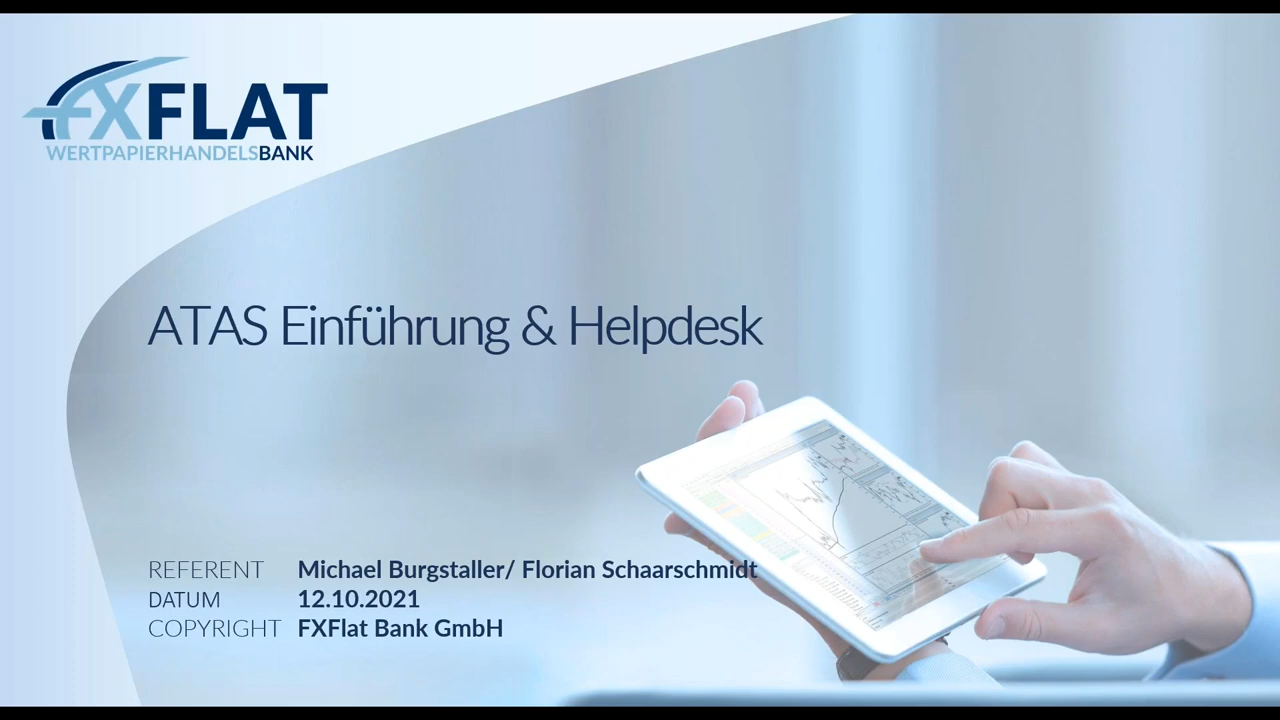 FXFLAT
WERTPAPIERHANDELSBANK
ATAS Einführung & Helpdesk
REFERENT Michael Burgstaller/ Florian Schaarschmidt
DATUM 12.10.2021
COPYRIGHT FXFlat Bank GmbH